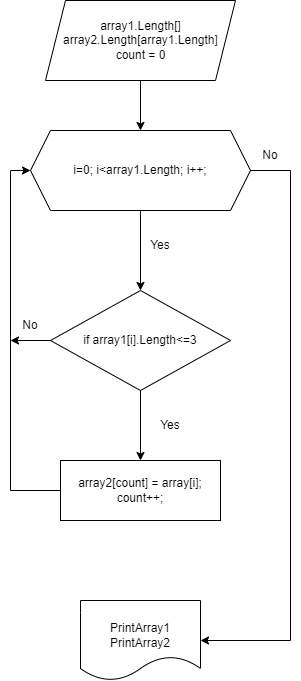 array1.Length[]
array2.Length[array1.Length]
count = 0
No
i=0; i<array1.Length; i++;
Yes
No
if array1[i].Length<=3
Yes
array2[count] = array[i];
count++;
PrintArray1
PrintArray2